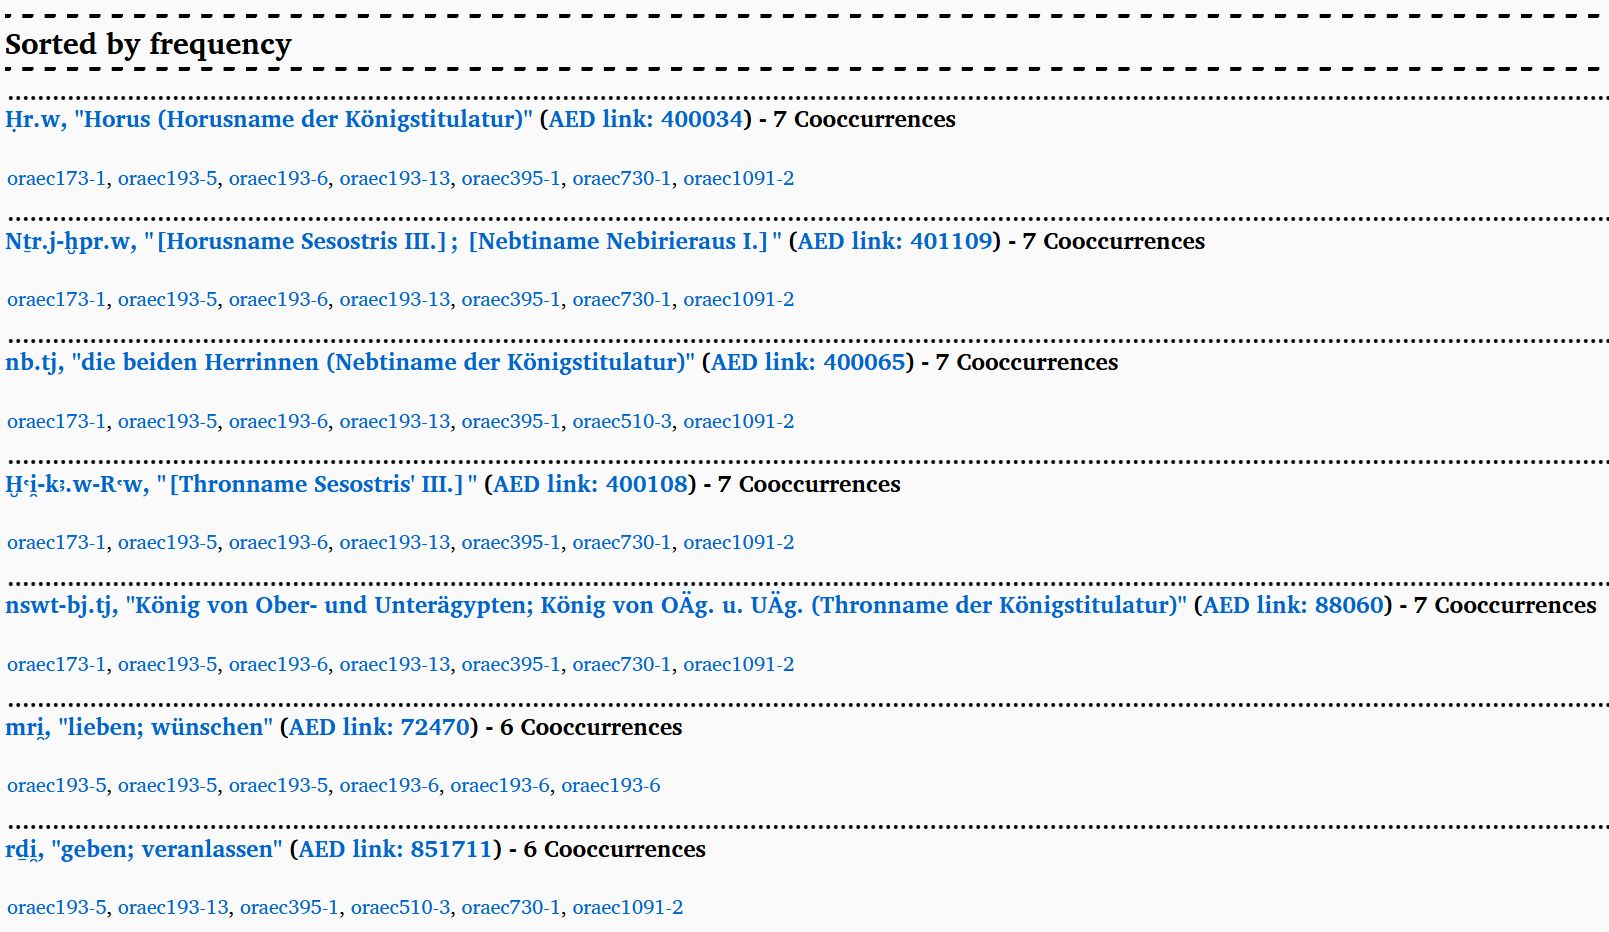 Sorted by frequency
Ḥr.w, "Horus (Horusname der Königstitulatur)" (AED link: 400034) - 7 Cooccurrences
oraec173-1, oraec193-5, oraec193-6, oraec193-13, oraec395-1, oraec730-1, oraec1091-2
Nṯr.j-ḫpr.w, "[Horusname Sesostris III.]; [Nebtiname Nebirieraus I.]" (AED link: 401109) - 7 Cooccurrences
oraec173-1, oraec193-5, oraec193-6, oraec193-13, oraec395-1, oraec730-1, oraec1091-2
nb.tj, "die beiden Herrinnen (Nebtiname der Königstitulatur)" (AED link: 400065) - 7 Cooccurrences
oraec173-1, oraec193-5, oraec193-6, oraec193-13, oraec395-1, oraec510-3, oraec1091-2
Ḫꜥi̯-kꜣ.w-Rꜥw, "[Thronname Sesostris' III.]" (AED link: 400108) - 7 Cooccurrences
oraec173-1, oraec193-5, oraec193-6, oraec193-13, oraec395-1, oraec730-1, oraec1091-2
nswt-bj.tj, "König von Ober- und Unterägypten; König von OÄg. u. UÄg. (Thronname der Königstitulatur)" (AED link: 88060) - 7 Cooccurrences
oraec173-1, oraec193-5, oraec193-6, oraec193-13, oraec395-1, oraec730-1, oraec1091-2
mri̯, "lieben; wünschen" (AED link: 72470) - 6 Cooccurrences
oraec193-5, oraec193-5, oraec193-5, oraec193-6, oraec193-6, oraec193-6
rḏi̯, "geben; veranlassen" (AED link: 851711) - 6 Cooccurrences
oraec193-5, oraec193-13, oraec395-1, oraec510-3, oraec730-1, oraec1091-2